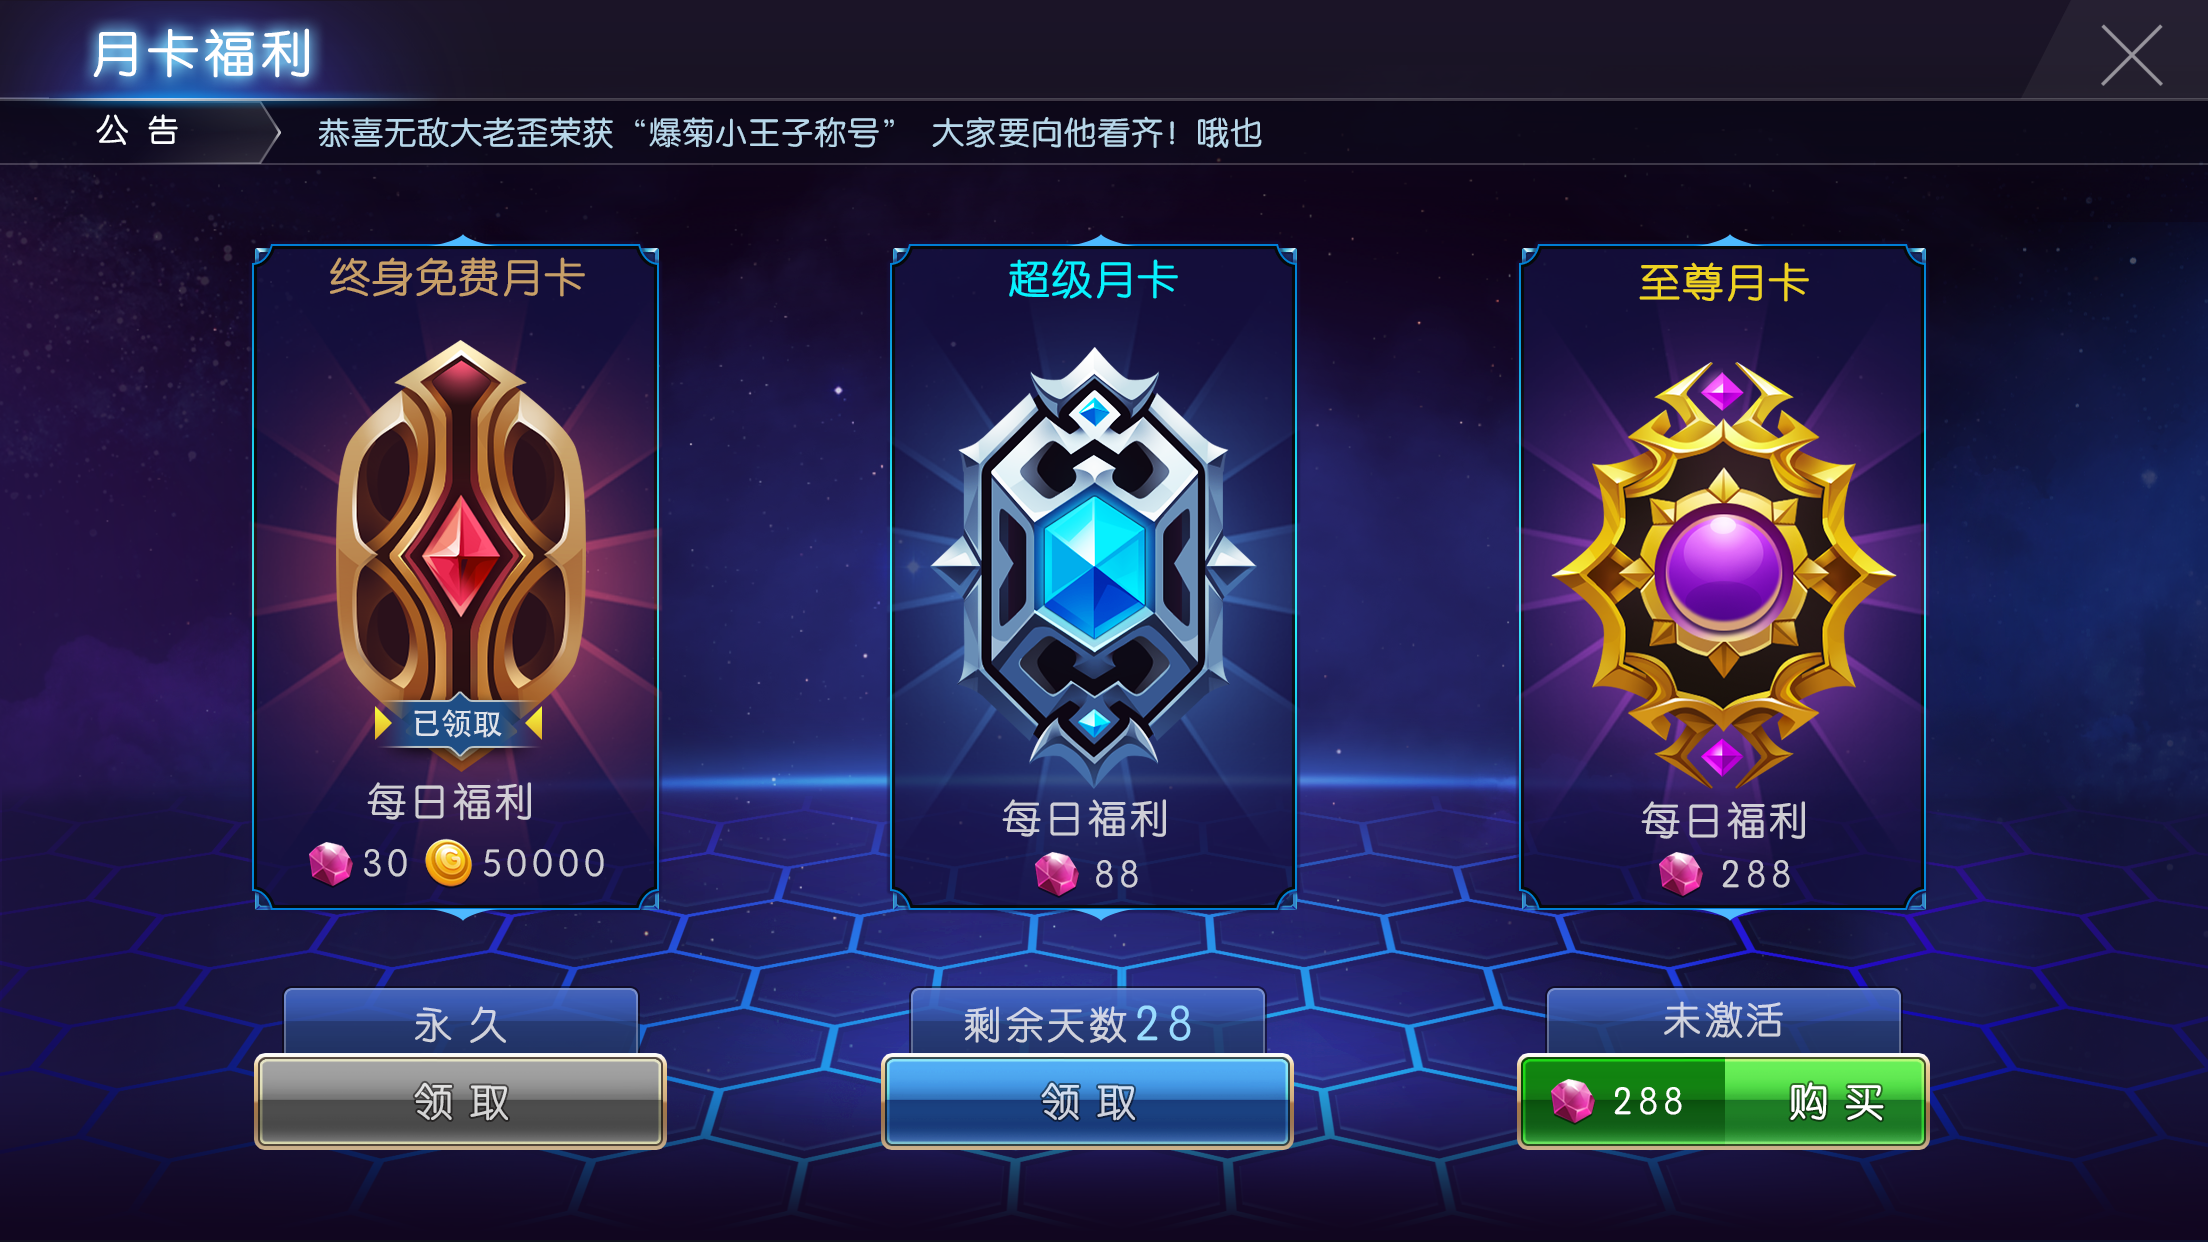 月卡福利
公告
恭喜无敌大老歪荣获“爆菊小王子称号” 大家要向他看齐！哦也
终身免费月卡
已领取
每日福利
30 50000
永久
领取
超级月卡
每日福利
88
剩余天数28
领取
至尊月卡
每日福利
288
未激活
288 购买